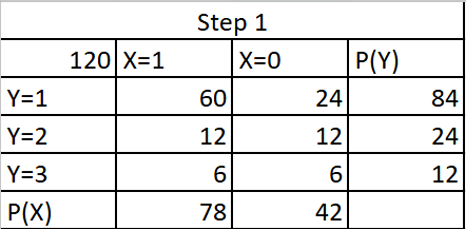 Step 1
120 X=1 X=0 P(Y)
Y=1 60 24 84
Y=2 12 12 24
Y=3 6 6 12
P(X) 78 42